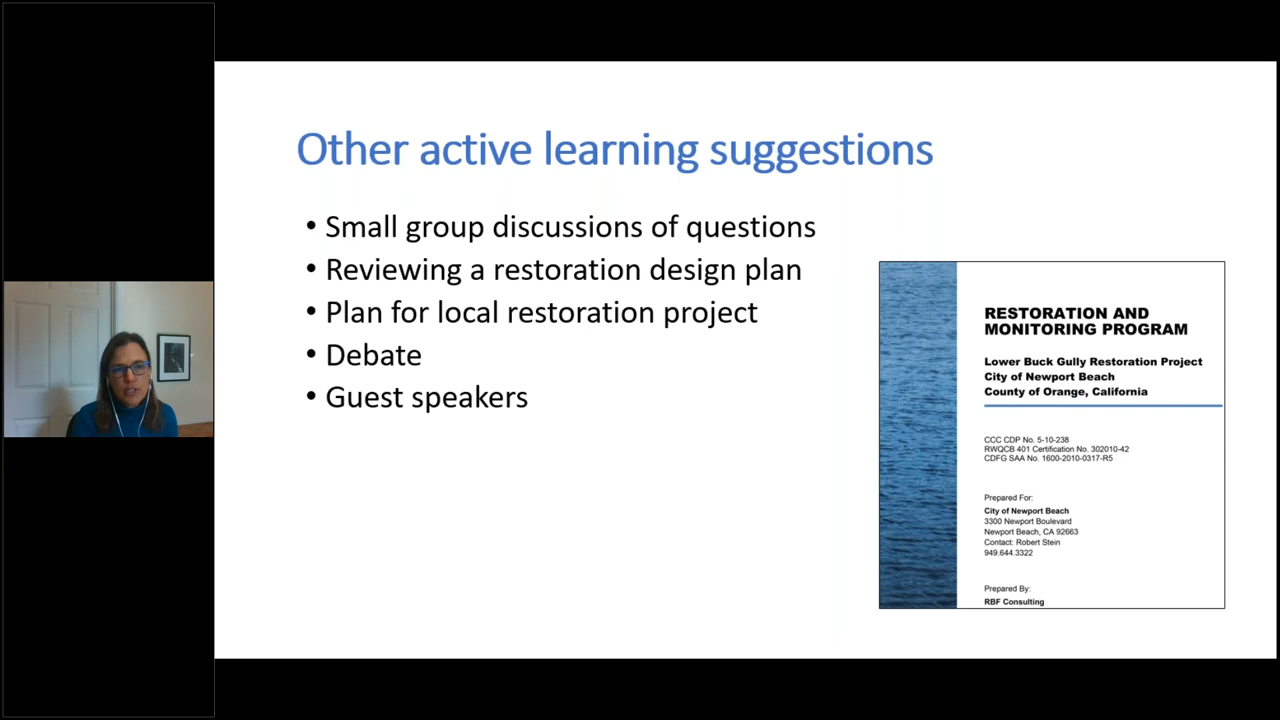 Other active learning suggestions
• Small group discussions of questions
• Reviewing a restoration design plan
• Plan for local restoration project
• Debate
• Guest speakers
RESTORATION AND
MONITORING PROGRAM
Lower Buck Gully Restoration Project
City of Newport Beach
County of Orange, California
CCC CDP No. 5-10-238
RWQCB 401 Certification No. 302010-42
CDFG SAA No. 1600-2010-0317-R5
Prepared For:
City of Newport Beach
3300 Newport Boulevard
Newport Beach, CA 92663
Contact: Robert Stein
949.644.3322
Prepared By:
RBF Consulting